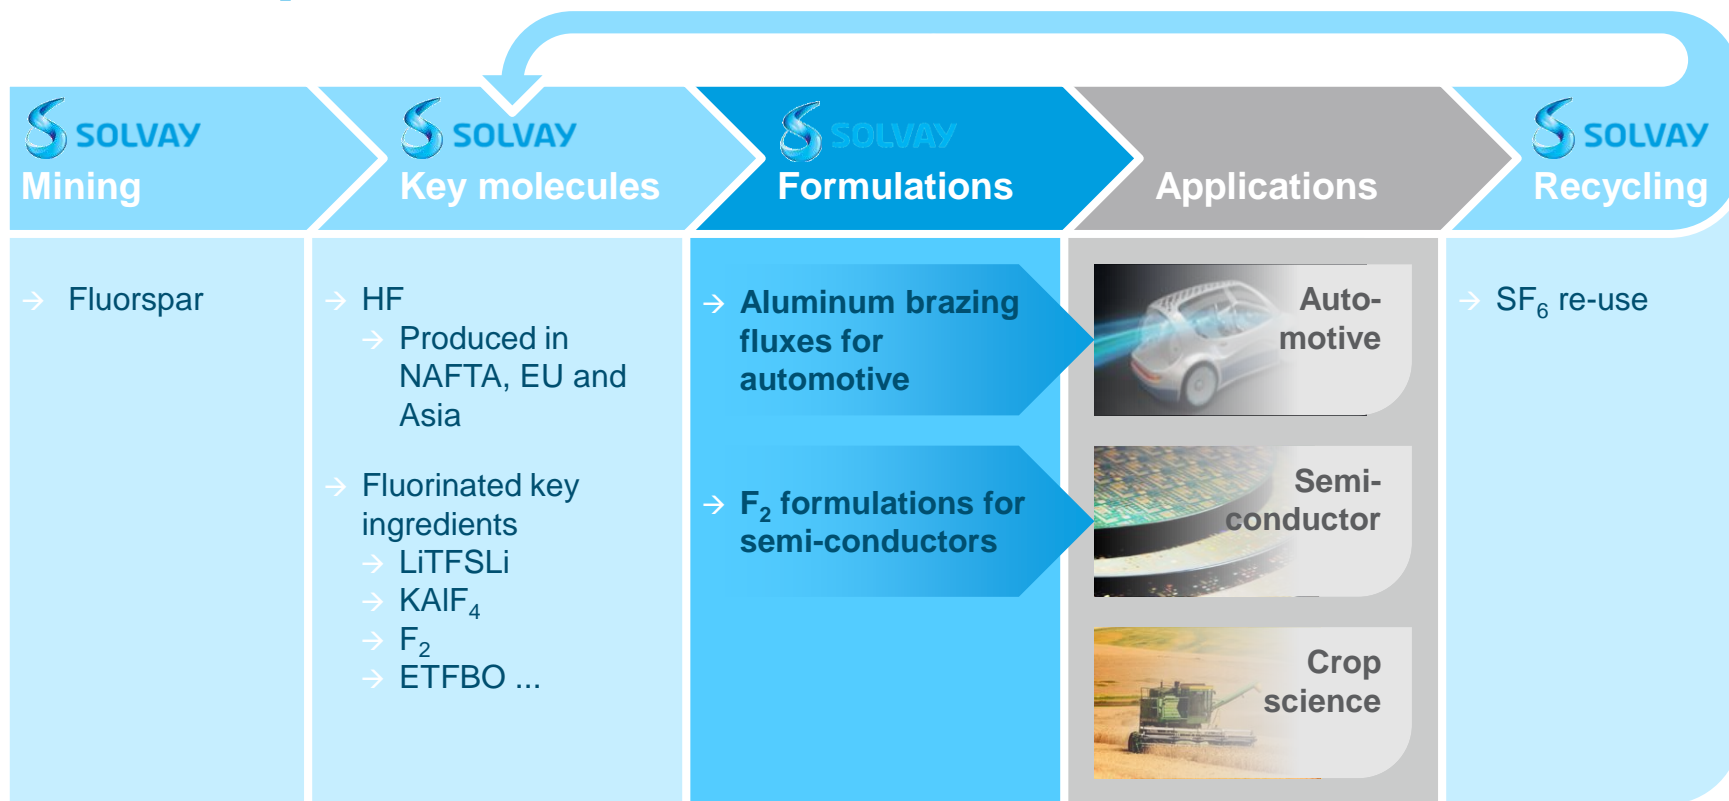 SOLVAY
Mining
SOLVAY
Key molecules
SOLVAY
Formulations
Applications
SOLVAY
Recycling
→ Fluorspar
→ HF
→ Produced in
NAFTA, EU and
Asia
→ Fluorinated key
ingredients
→ LiTFSLi
→ KAlF₄
→ F₂
→ ETFBO ...
→ Aluminum brazing
fluxes for
automotive
→ F₂ formulations for
semi-conductors
Auto-
motive
Semi-
conductor
Crop
science
→ SF₆ re-use